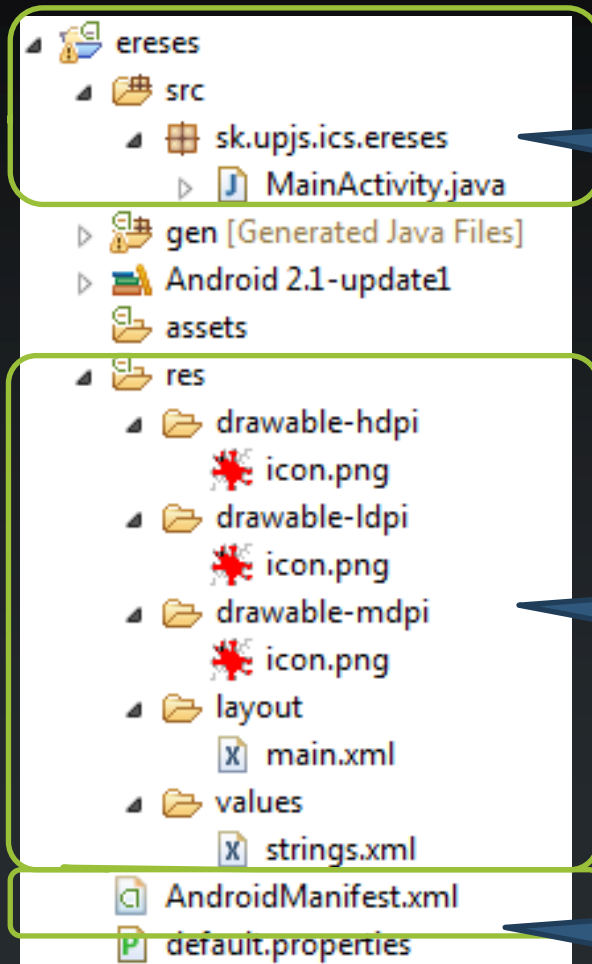 ereses
src
sk.upjs.ics.ereses
MainActivity.java
gen [Generated Java Files]
Android 2.1-update1
assets
res
drawable-hdpi
icon.png
drawable-ldpi
icon.png
drawable-mdpi
icon.png
layout
main.xml
values
strings.xml
AndroidManifest.xml
default.properties